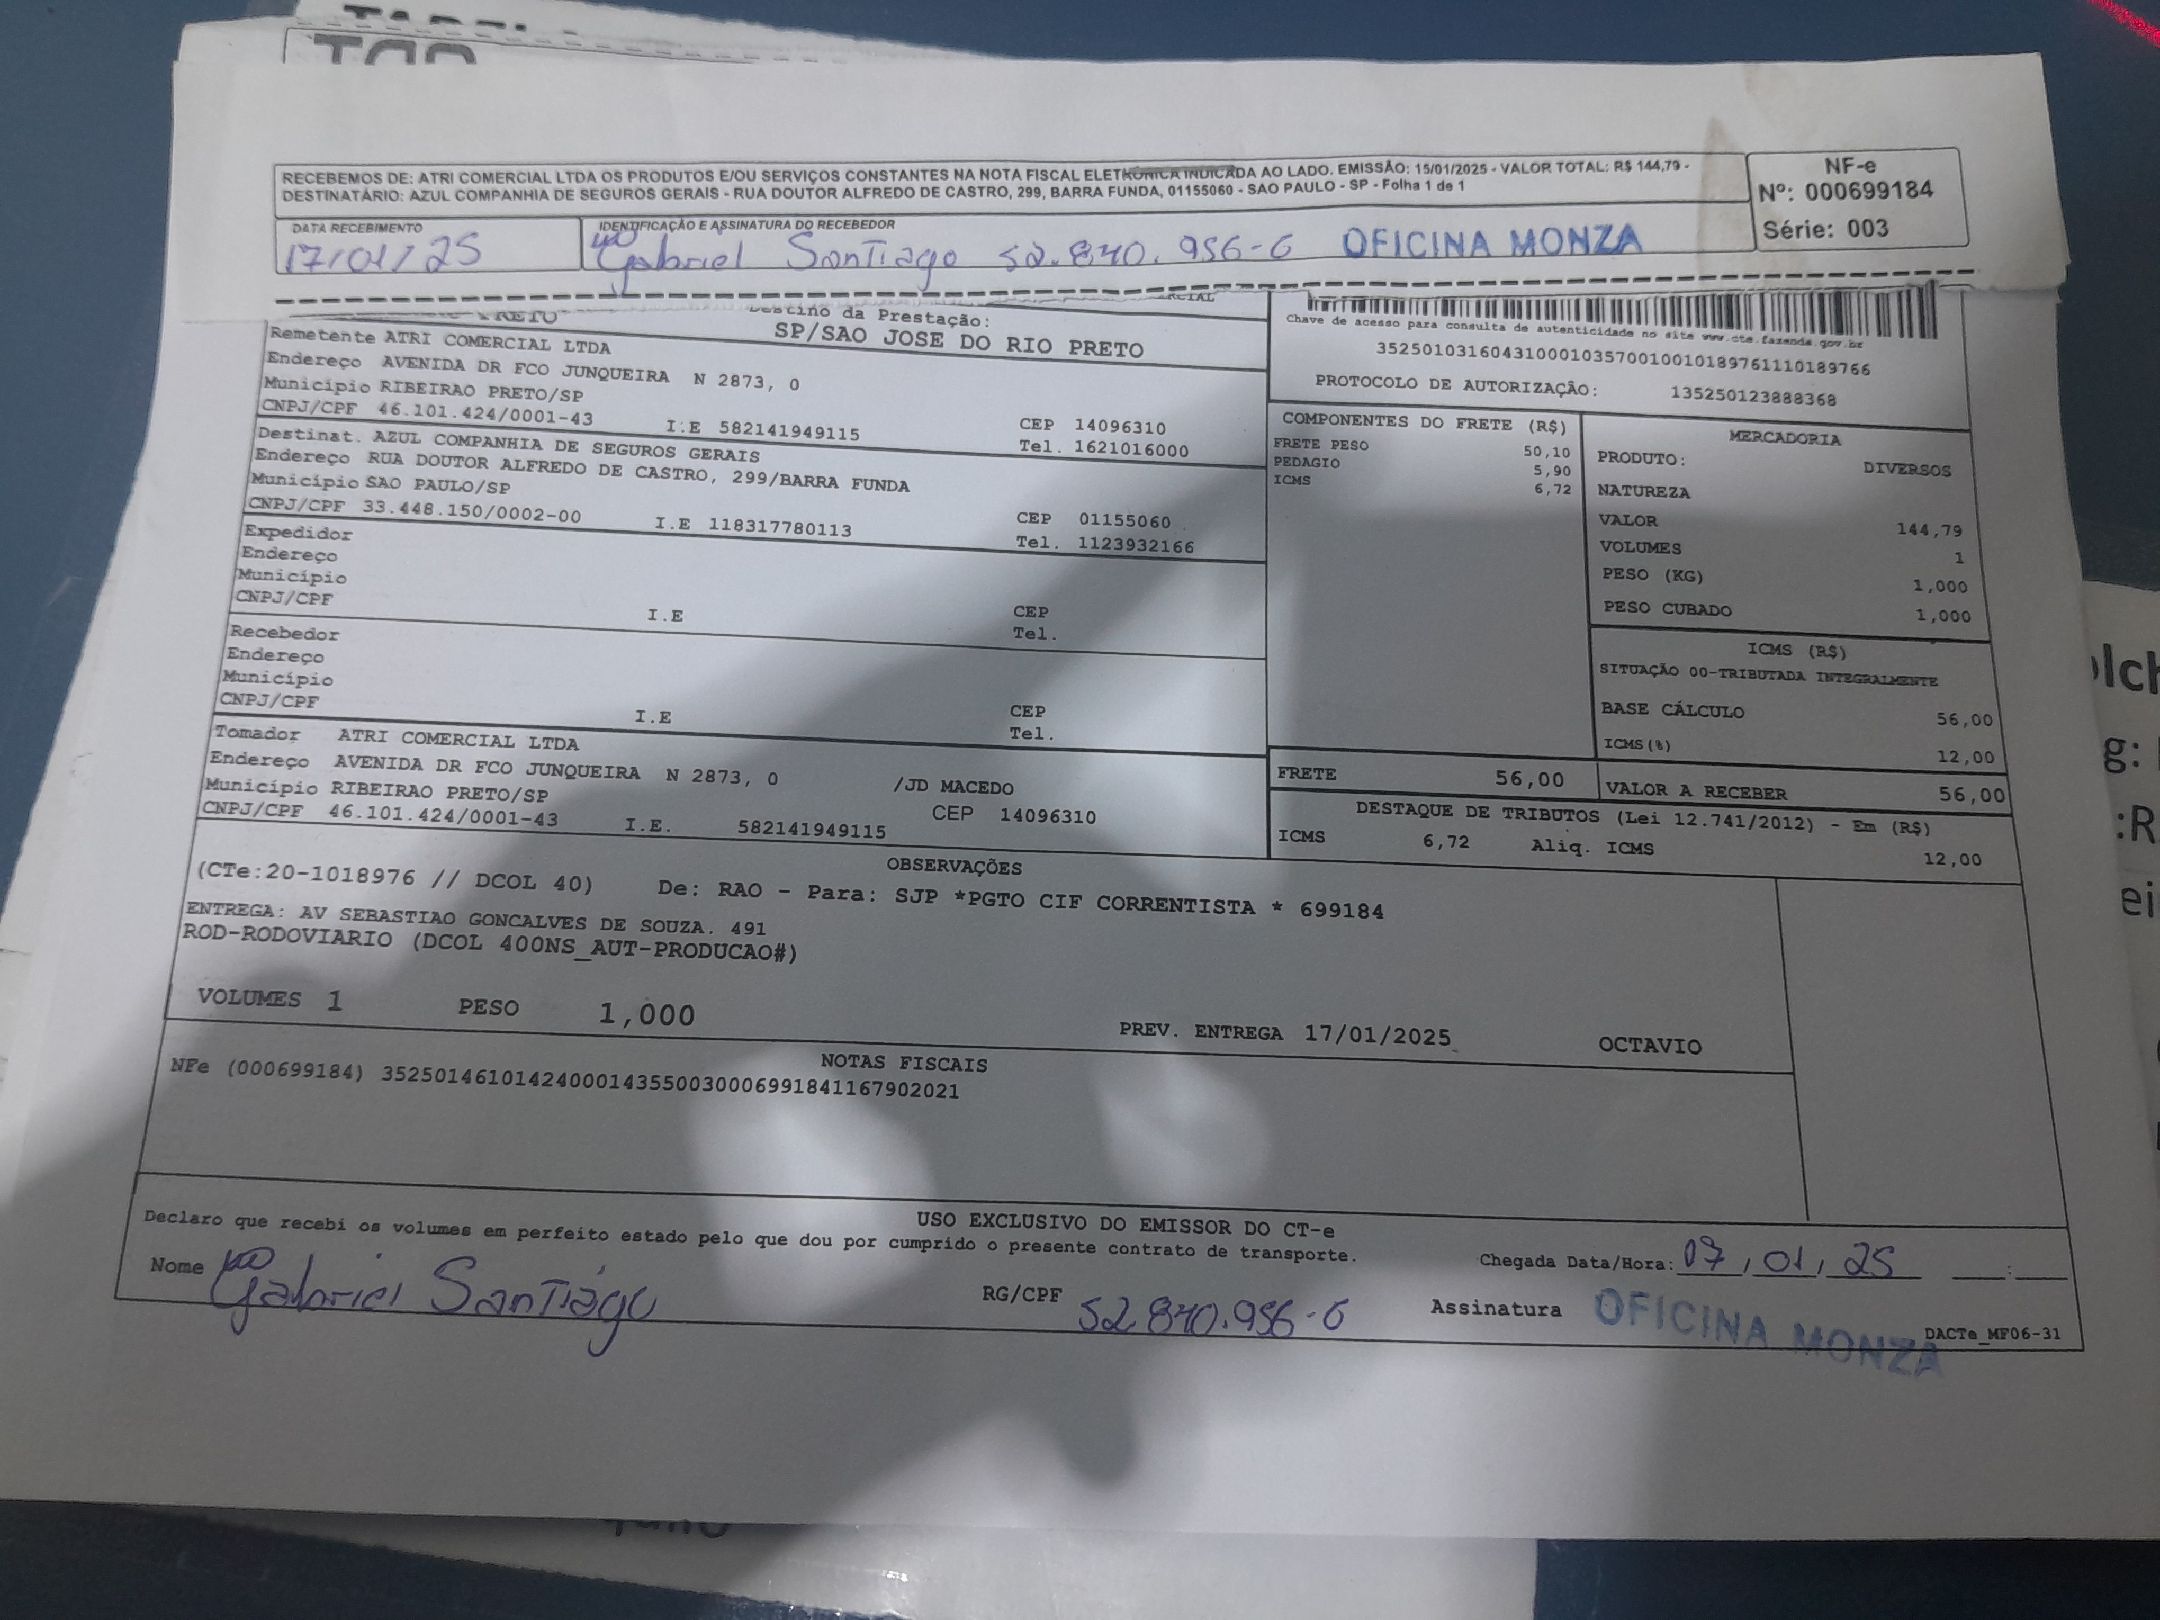 RECEBEMOS DE: ATRI COMERCIAL LTDA OS PRODUTOS E/OU SERVIÇOS CONSTANTES NA NOTA FISCAL ELETRÔNICA INDICADA AO LADO. EMISSÃO: 15/01/2025 - VALOR TOTAL: R$ 144,79 -
DESTINATÁRIO: AZUL COMPANHIA DE SEGUROS GERAIS - RUA DOUTOR ALFREDO DE CASTRO, 299, BARRA FUNDA, 01155060 - SAO PAULO - SP - Folha 1 de 1
NF-e
Nº: 000699184
Série: 003
DATA RECEBIMENTO
17/01/25
IDENTIFICAÇÃO E ASSINATURA DO RECEBEDOR
Gabriel Santiago 52.840.956-6 OFICINA MONZA
PRETO
Destino da Prestação:
SP/SAO JOSE DO RIO PRETO
Chave de acesso para consulta de autenticidade no site www.cte.fazenda.gov.br
35250103160431000103570010010189761110189766
PROTOCOLO DE AUTORIZAÇÃO: 135250123888368
Remetente ATRI COMERCIAL LTDA
Endereço AVENIDA DR FCO JUNQUEIRA N 2873, 0
Município RIBEIRAO PRETO/SP
CEP 14096310
CNPJ/CPF 46.101.424/0001-43 I.E 582141949115
Tel. 1621016000
Destinat. AZUL COMPANHIA DE SEGUROS GERAIS
Endereço RUA DOUTOR ALFREDO DE CASTRO, 299/BARRA FUNDA
Município SAO PAULO/SP
CEP 01155060
CNPJ/CPF 33.448.150/0002-00 I.E 118317780113
Tel. 1123932166
Expedidor
Endereço
Município
CEP
CNPJ/CPF I.E
Tel.
Recebedor
Endereço
Município
CEP
CNPJ/CPF I.E
Tel.
Tomador ATRI COMERCIAL LTDA
Endereço AVENIDA DR FCO JUNQUEIRA N 2873, 0 /JD MACEDO
Município RIBEIRAO PRETO/SP
CEP 14096310
CNPJ/CPF 46.101.424/0001-43 I.E. 582141949115
COMPONENTES DO FRETE (R$)
FRETE PESO 50,10
PEDAGIO 5,90
ICMS 6,72
MERCADORIA
PRODUTO: DIVERSOS
NATUREZA
VALOR 144,79
VOLUMES 1
PESO (KG) 1,000
PESO CUBADO 1,000
ICMS (R$)
SITUAÇÃO 00-TRIBUTADA INTEGRALMENTE
BASE CÁLCULO 56,00
ICMS(%) 12,00
FRETE 56,00
VALOR A RECEBER 56,00
DESTAQUE DE TRIBUTOS (Lei 12.741/2012) - Em (R$)
ICMS 6,72 Aliq. ICMS 12,00
OBSERVAÇÕES
(CTe:20-1018976 // DCOL 40) De: RAO - Para: SJP *PGTO CIF CORRENTISTA * 699184
ENTREGA: AV SEBASTIAO GONCALVES DE SOUZA. 491
ROD-RODOVIARIO (DCOL 400NS_AUT-PRODUCAO#)
VOLUMES 1 PESO 1,000 PREV. ENTREGA 17/01/2025 OCTAVIO
NOTAS FISCAIS
NFe (000699184) 35250146101424000143550030006991841167902021
USO EXCLUSIVO DO EMISSOR DO CT-e
Declaro que recebi os volumes em perfeito estado pelo que dou por cumprido o presente contrato de transporte.
Chegada Data/Hora: 17/01/25 __:__
Nome Gabriel Santiago RG/CPF 52.840.956-6 Assinatura OFICINA MONZA
DACTe_MF06-31